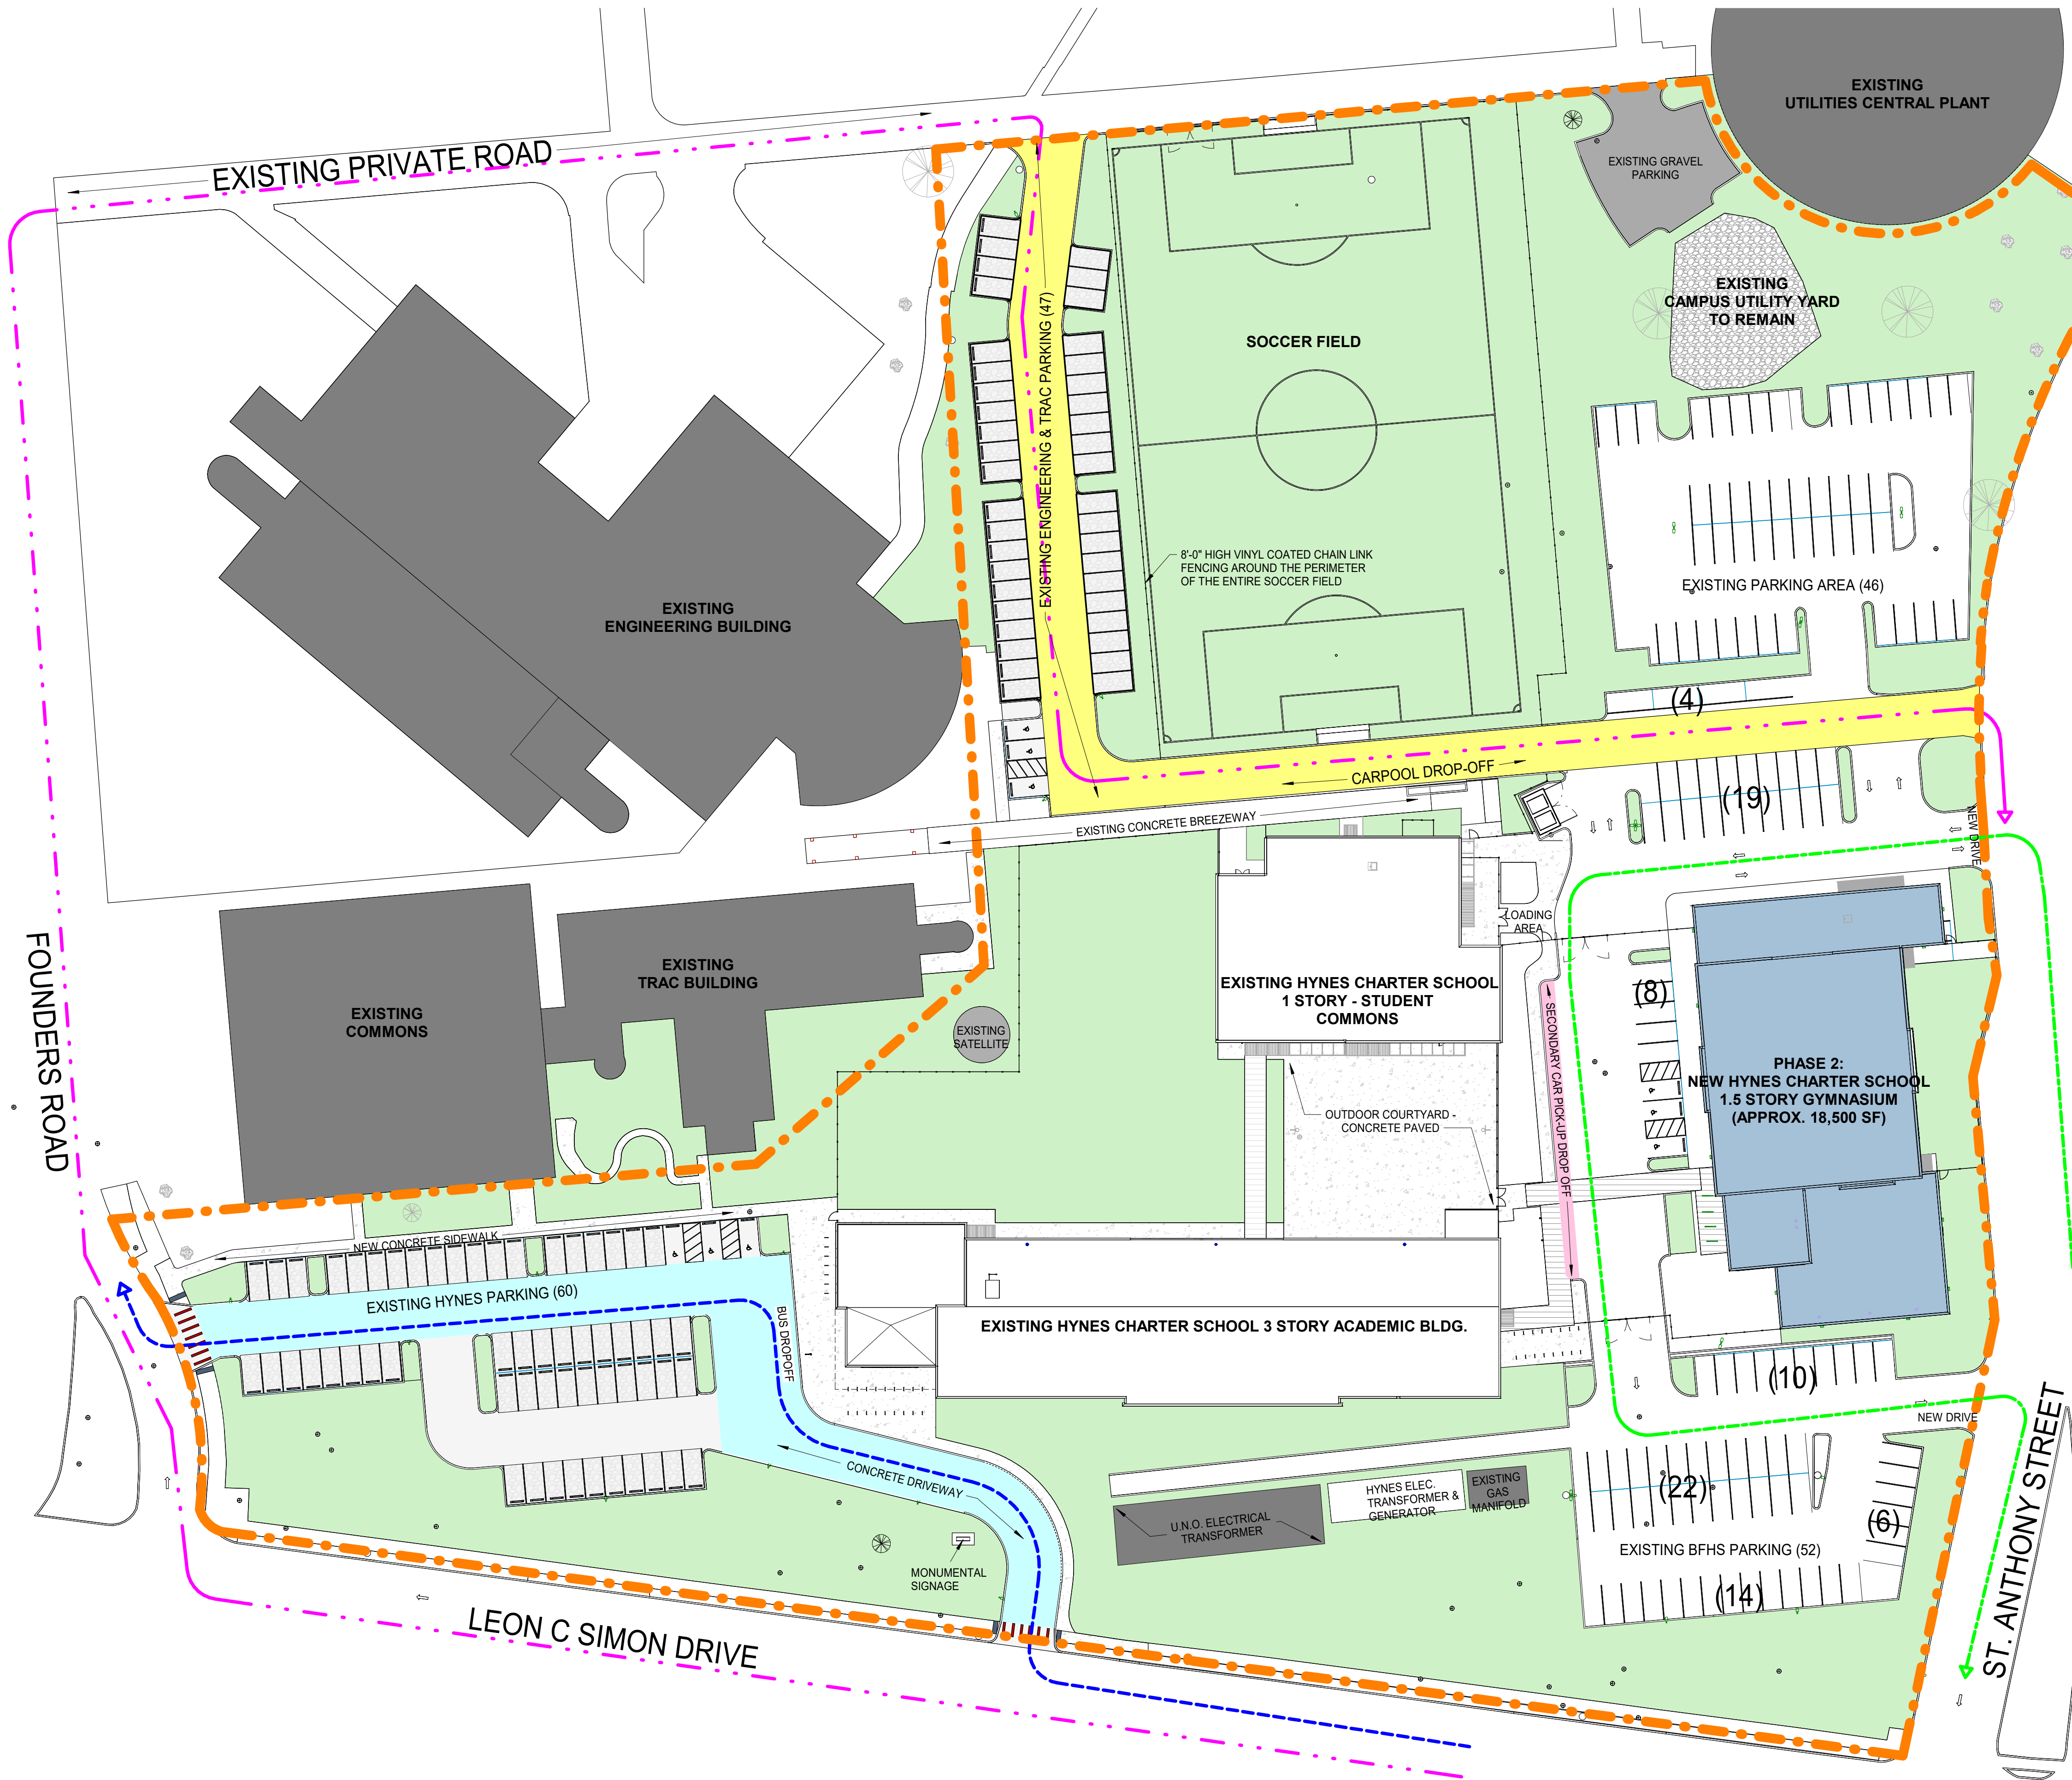 EXISTING
UTILITIES CENTRAL PLANT
EXISTING PRIVATE ROAD
EXISTING GRAVEL
PARKING
EXISTING
CAMPUS UTILITY YARD
TO REMAIN
EXISTING ENGINEERING & TRAC PARKING (47)
SOCCER FIELD
8'-0" HIGH VINYL COATED CHAIN LINK
FENCING AROUND THE PERIMETER
OF THE ENTIRE SOCCER FIELD
EXISTING PARKING AREA (46)
EXISTING
ENGINEERING BUILDING
(4)
CARPOOL DROP-OFF
(19)
EXISTING CONCRETE BREEZEWAY
NEW DRIVE
LOADING
AREA
FOUNDERS ROAD
EXISTING
TRAC BUILDING
EXISTING
COMMONS
EXISTING
SATELLITE
EXISTING HYNES CHARTER SCHOOL
1 STORY - STUDENT
COMMONS
(8)
SECONDARY CAR PICK-UP DROP OFF
PHASE 2:
NEW HYNES CHARTER SCHOOL
1.5 STORY GYMNASIUM
(APPROX. 18,500 SF)
OUTDOOR COURTYARD -
CONCRETE PAVED
NEW CONCRETE SIDEWALK
EXISTING HYNES PARKING (60)
BUS DROPOFF
EXISTING HYNES CHARTER SCHOOL 3 STORY ACADEMIC BLDG.
(10)
NEW DRIVE
CONCRETE DRIVEWAY
HYNES ELEC.
TRANSFORMER &
GENERATOR
EXISTING
GAS
MANIFOLD
U.N.O. ELECTRICAL
TRANSFORMER
(22)
(6)
EXISTING BFHS PARKING (52)
(14)
MONUMENTAL
SIGNAGE
LEON C SIMON DRIVE
ST. ANTHONY STREET